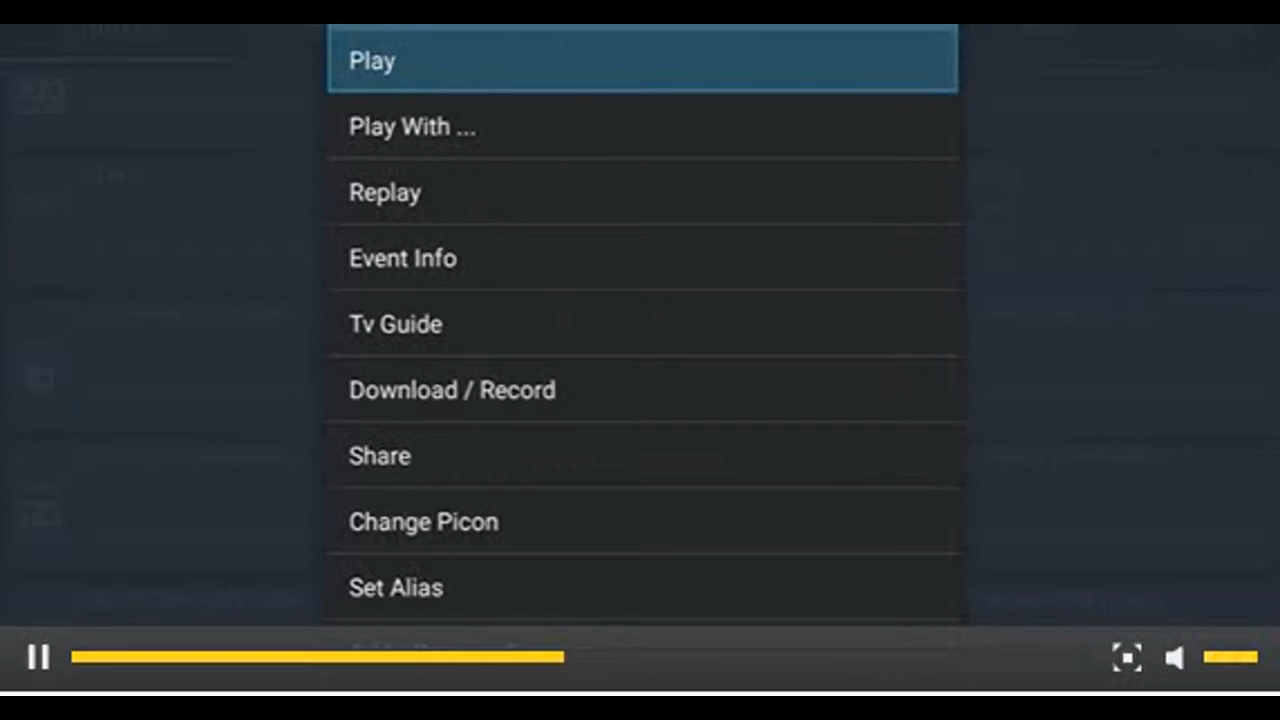 Play
Play With ...
Replay
Event Info
Tv Guide
Download / Record
Share
Change Picon
Set Alias